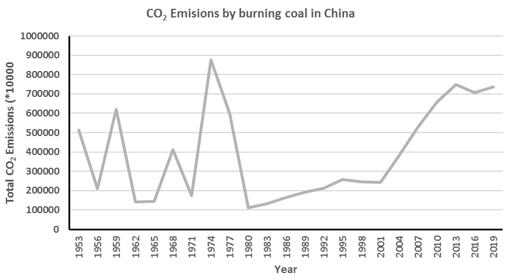 CO₂ Emisions by burning coal in China
Total CO₂ Emissions (*10000
1000000
900000
800000
700000
600000
500000
400000
300000
200000
100000
0
1953 1956 1959 1962 1965 1968 1971 1974 1977 1980 1983 1986 1989 1992 1995 1998 2001 2004 2007 2010 2013 2016 2019
Year